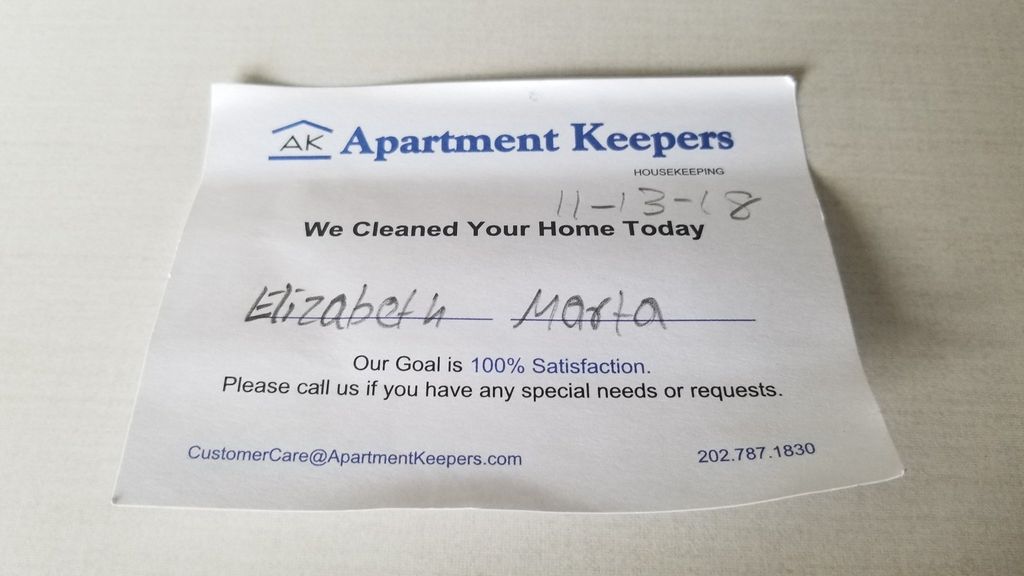 AK Apartment Keepers
HOUSEKEEPING
11-13-18
We Cleaned Your Home Today
Elizabeth Marta
Our Goal is 100% Satisfaction.
Please call us if you have any special needs or requests.
CustomerCare@ApartmentKeepers.com 202.787.1830